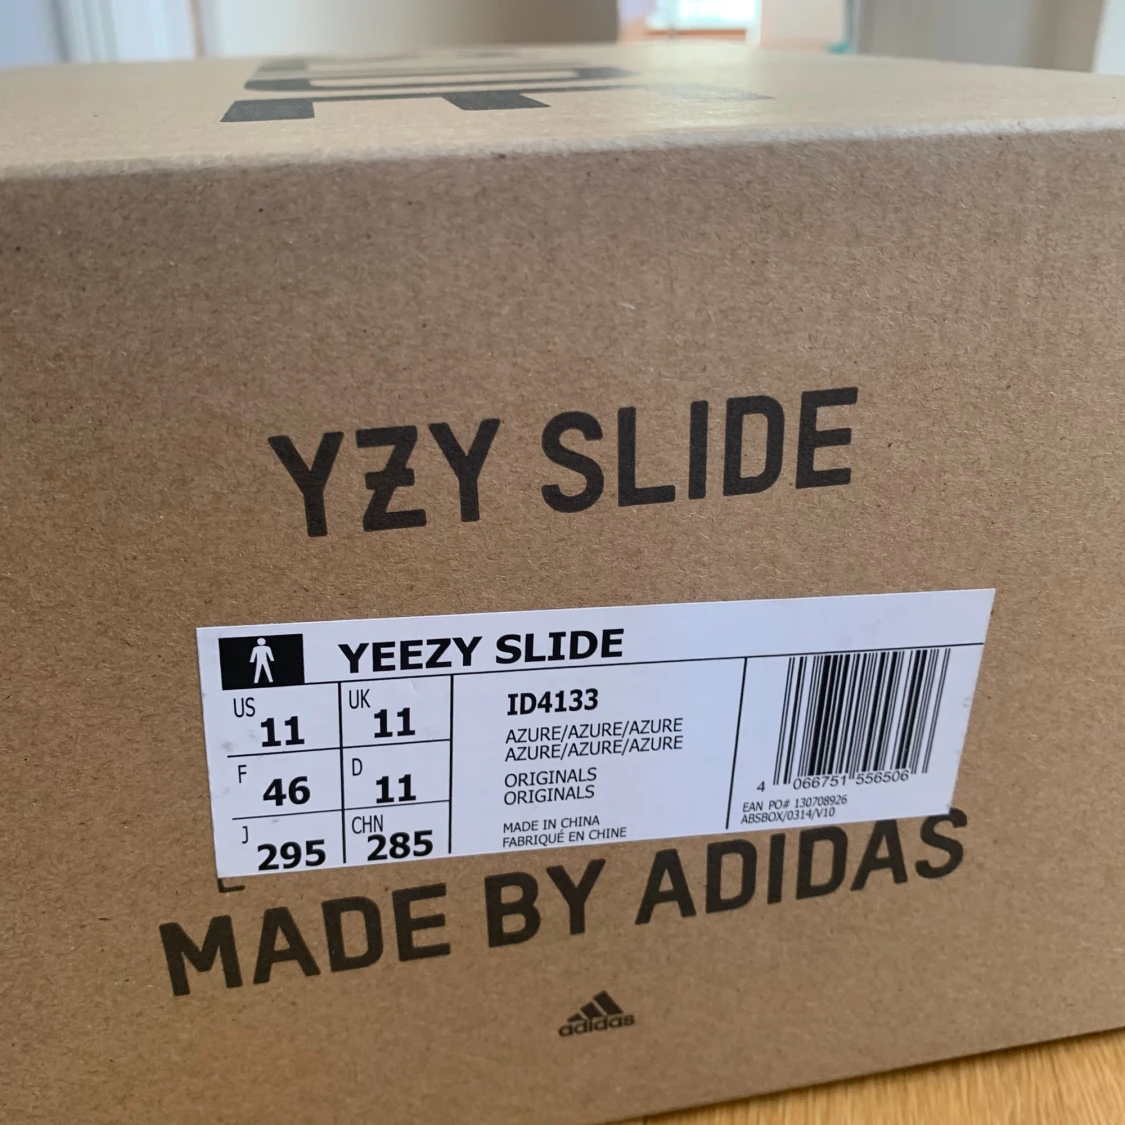 YZY SLIDE
YEEZY SLIDE
US 11
UK 11
F 46
D 11
J 295
CHN 285
ID4133
AZURE/AZURE/AZURE
AZURE/AZURE/AZURE
ORIGINALS
ORIGINALS
MADE IN CHINA
FABRIQUÉ EN CHINE
4 066751 556506
EAN PO# 130708926
ABSBOX/0314/V10
MADE BY ADIDAS
adidas